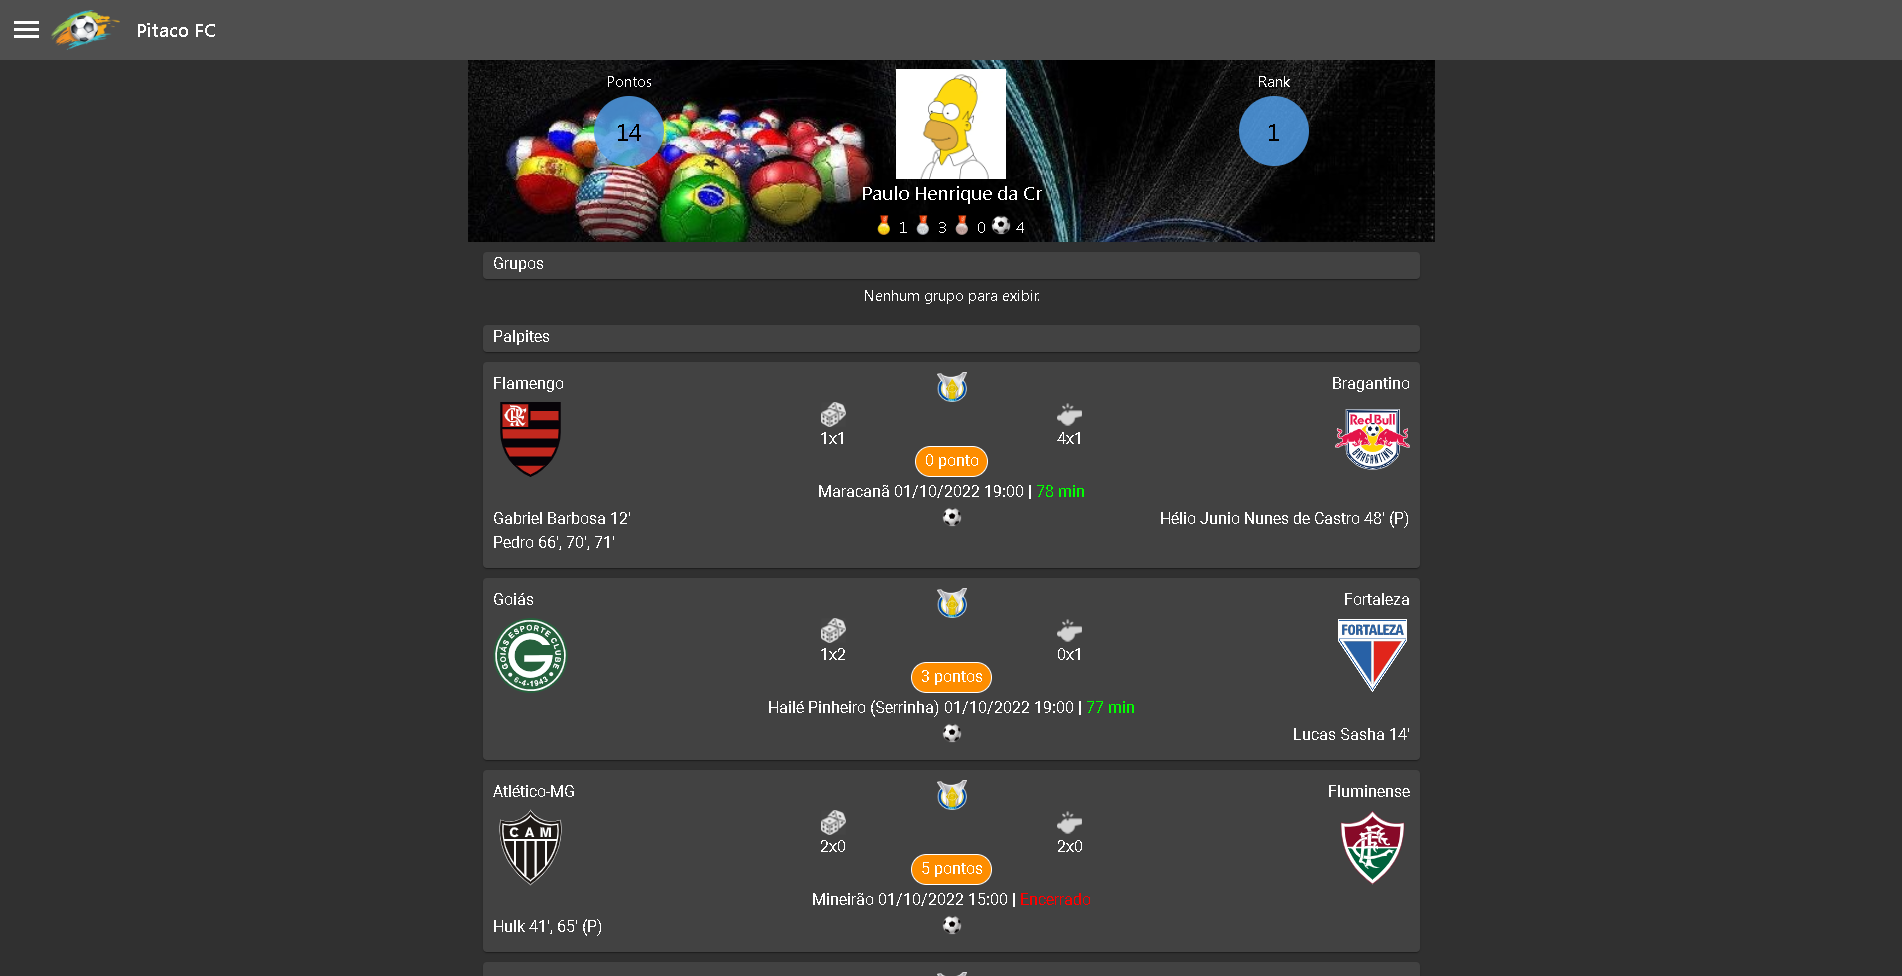 Pitaco FC
Pontos
14
Rank
1
Paulo Henrique da Cr
1 3 0 4
Grupos
Nenhum grupo para exibir.
Palpites
Flamengo
Bragantino
1x1
4x1
0 ponto
Maracanã 01/10/2022 19:00 | 78 min
Gabriel Barbosa 12'
Pedro 66', 70', 71'
Hélio Junio Nunes de Castro 48' (P)
Red Bull
BRAGANTINO
Goiás
Fortaleza
GOIÁS ESPORTE CLUBE
G
6-4-1943
FORTALEZA
1x2
0x1
3 pontos
Hailé Pinheiro (Serrinha) 01/10/2022 19:00 | 77 min
Lucas Sasha 14'
Atlético-MG
Fluminense
CAM
2x0
2x0
5 pontos
Mineirão 01/10/2022 15:00 |
Hulk 41', 65' (P)